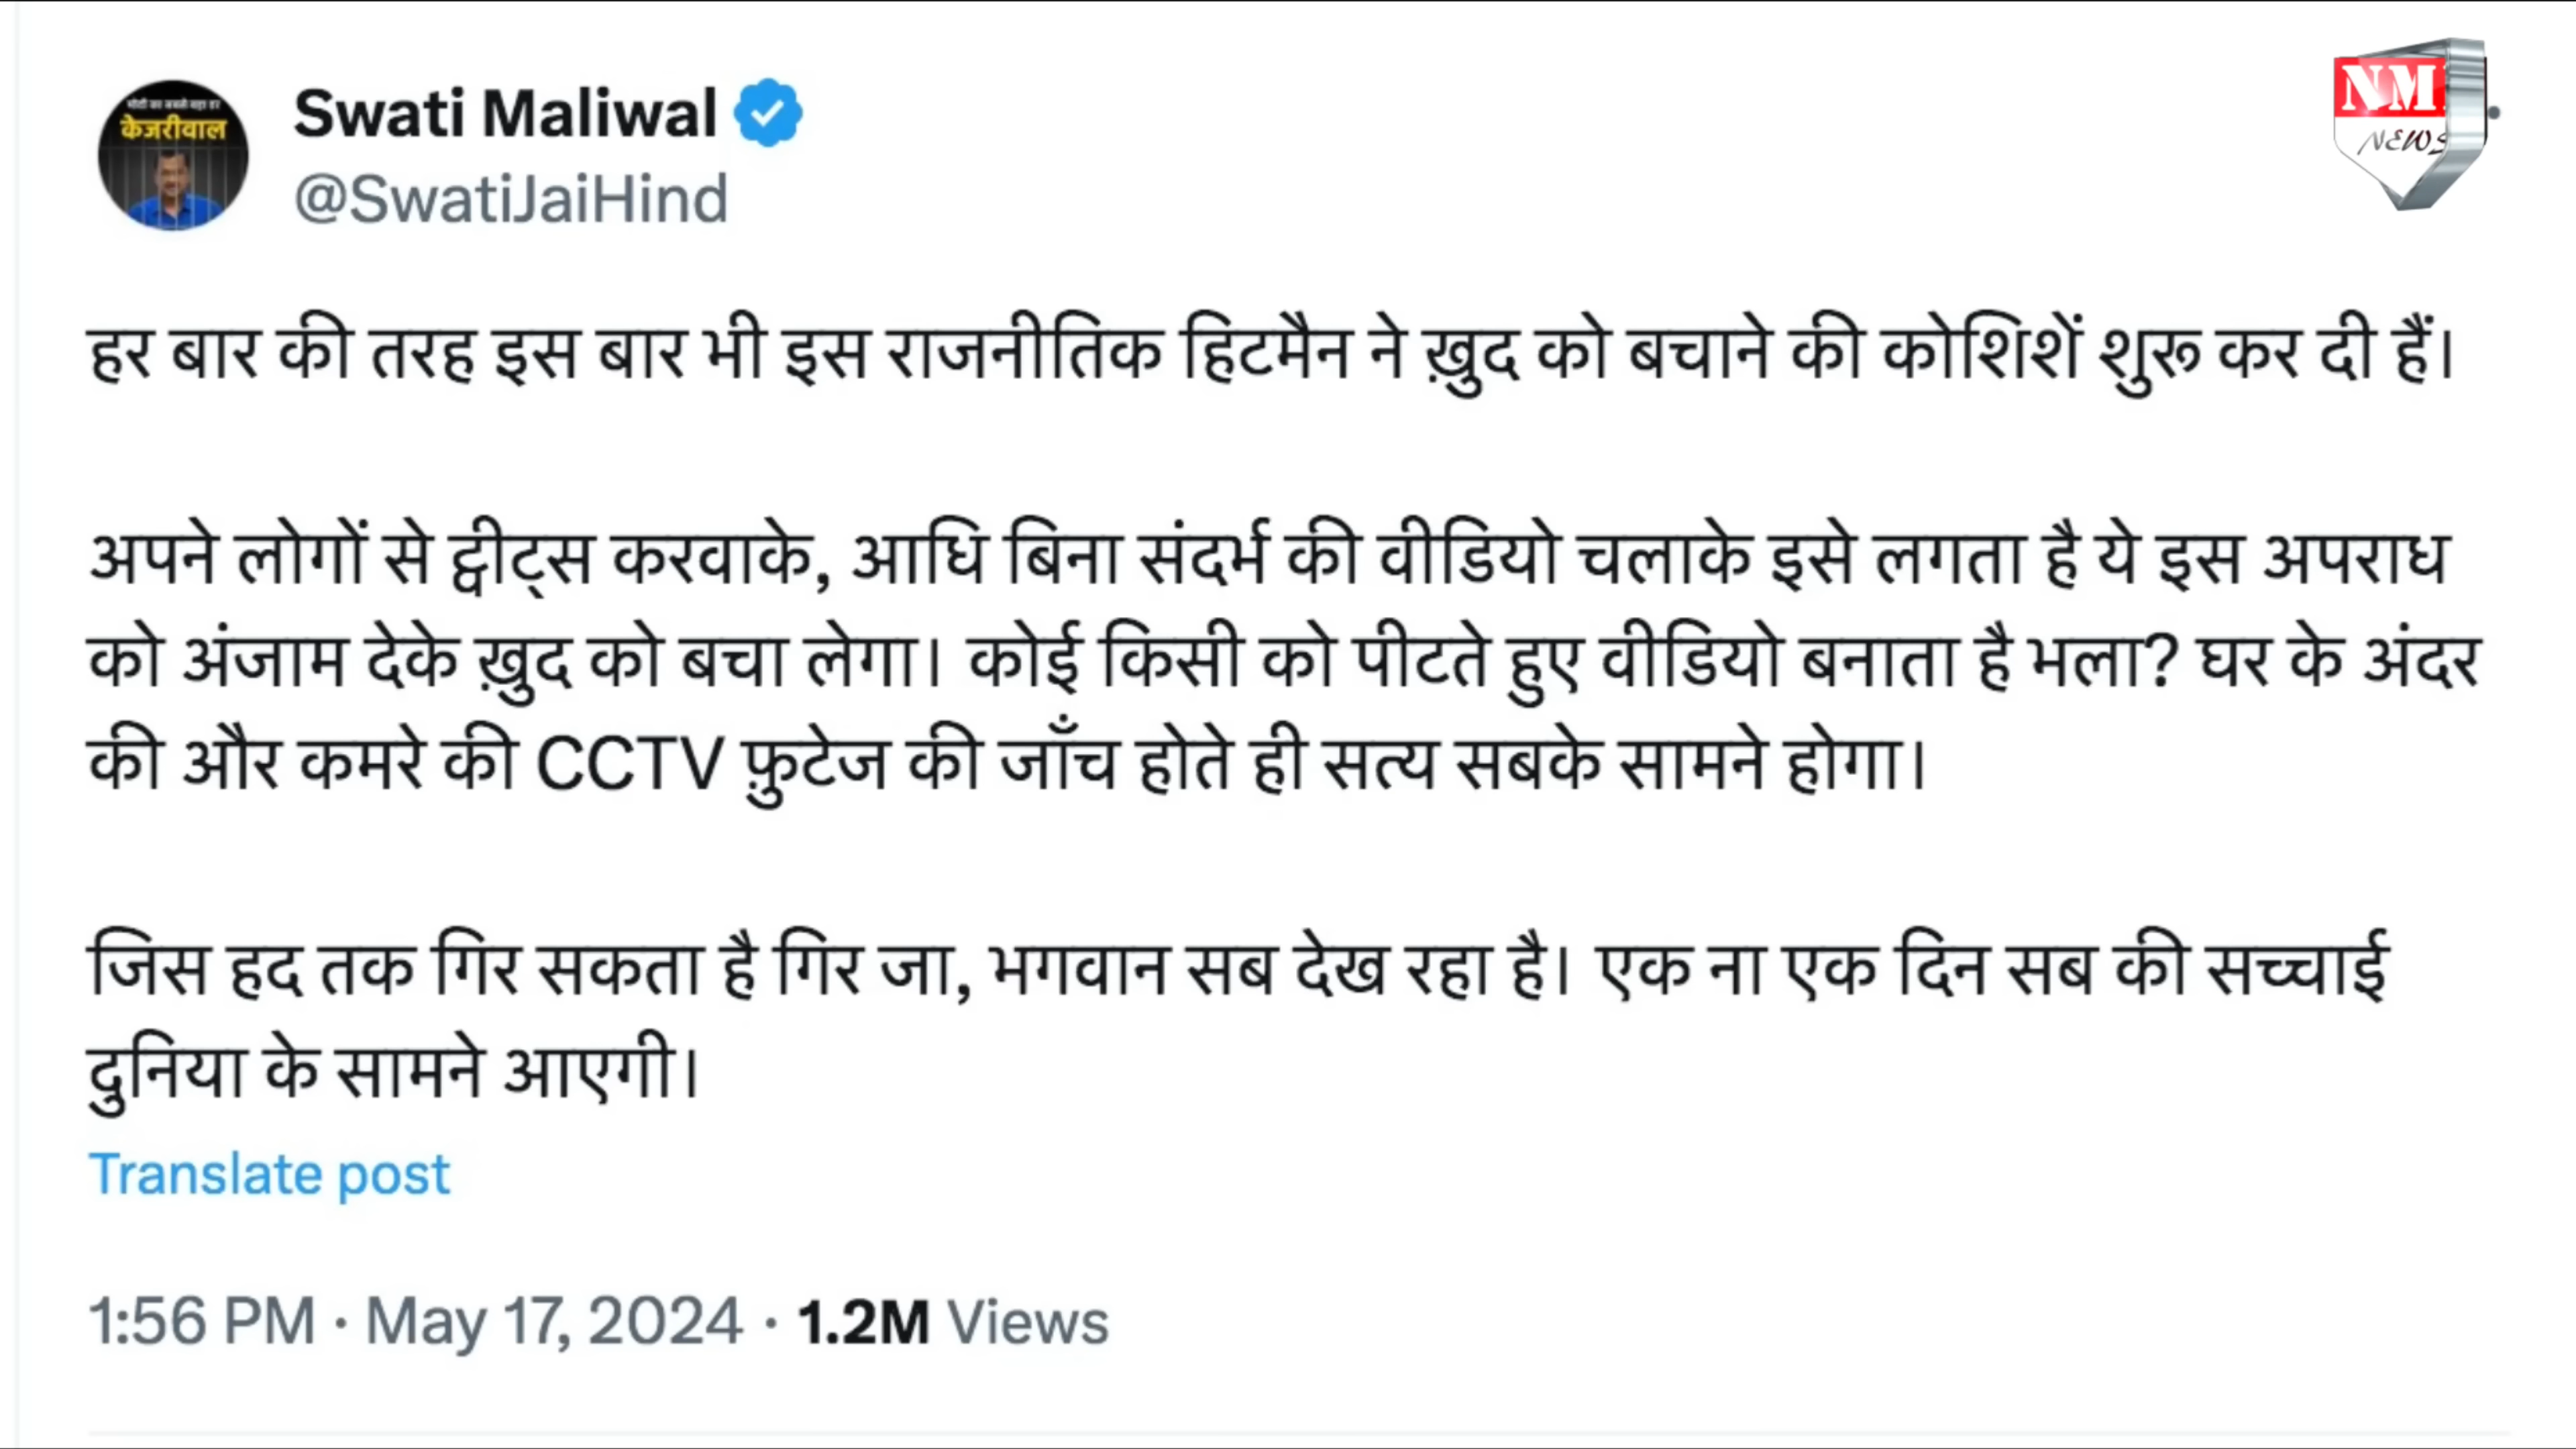 मोदी का सबसे बड़ा डर
केजरीवाल
Swati Maliwal
@SwatiJaiHind
NM
NEWS
हर बार की तरह इस बार भी इस राजनीतिक हिटमैन ने ख़ुद को बचाने की कोशिशें शुरू कर दी हैं।
अपने लोगों से ट्वीट्स करवाके, आधि बिना संदर्भ की वीडियो चलाके इसे लगता है ये इस अपराध
को अंजाम देके ख़ुद को बचा लेगा। कोई किसी को पीटते हुए वीडियो बनाता है भला? घर के अंदर
की और कमरे की CCTV फ़ुटेज की जाँच होते ही सत्य सबके सामने होगा।
जिस हद तक गिर सकता है गिर जा, भगवान सब देख रहा है। एक ना एक दिन सब की सच्चाई
दुनिया के सामने आएगी।
Translate post
1:56 PM · May 17, 2024 · 1.2M Views